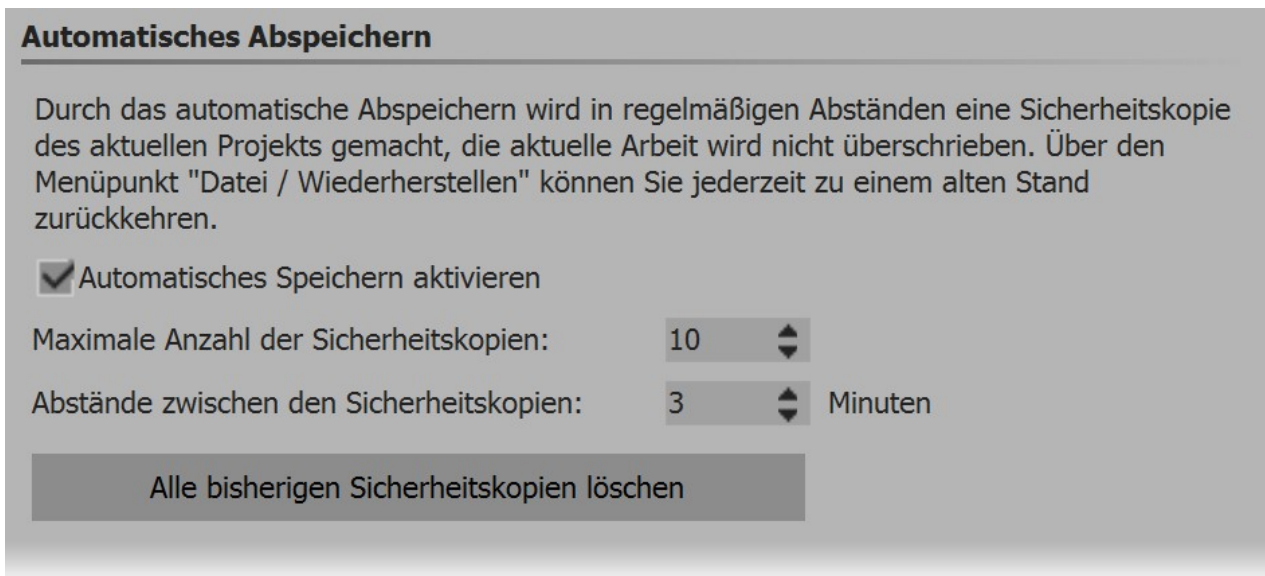 Automatisches Abspeichern
Durch das automatische Abspeichern wird in regelmäßigen Abständen eine Sicherheitskopie
des aktuellen Projekts gemacht, die aktuelle Arbeit wird nicht überschrieben. Über den
Menüpunkt "Datei / Wiederherstellen" können Sie jederzeit zu einem alten Stand
zurückkehren.
Automatisches Speichern aktivieren
Maximale Anzahl der Sicherheitskopien: 10
Abstände zwischen den Sicherheitskopien: 3 Minuten
Alle bisherigen Sicherheitskopien löschen